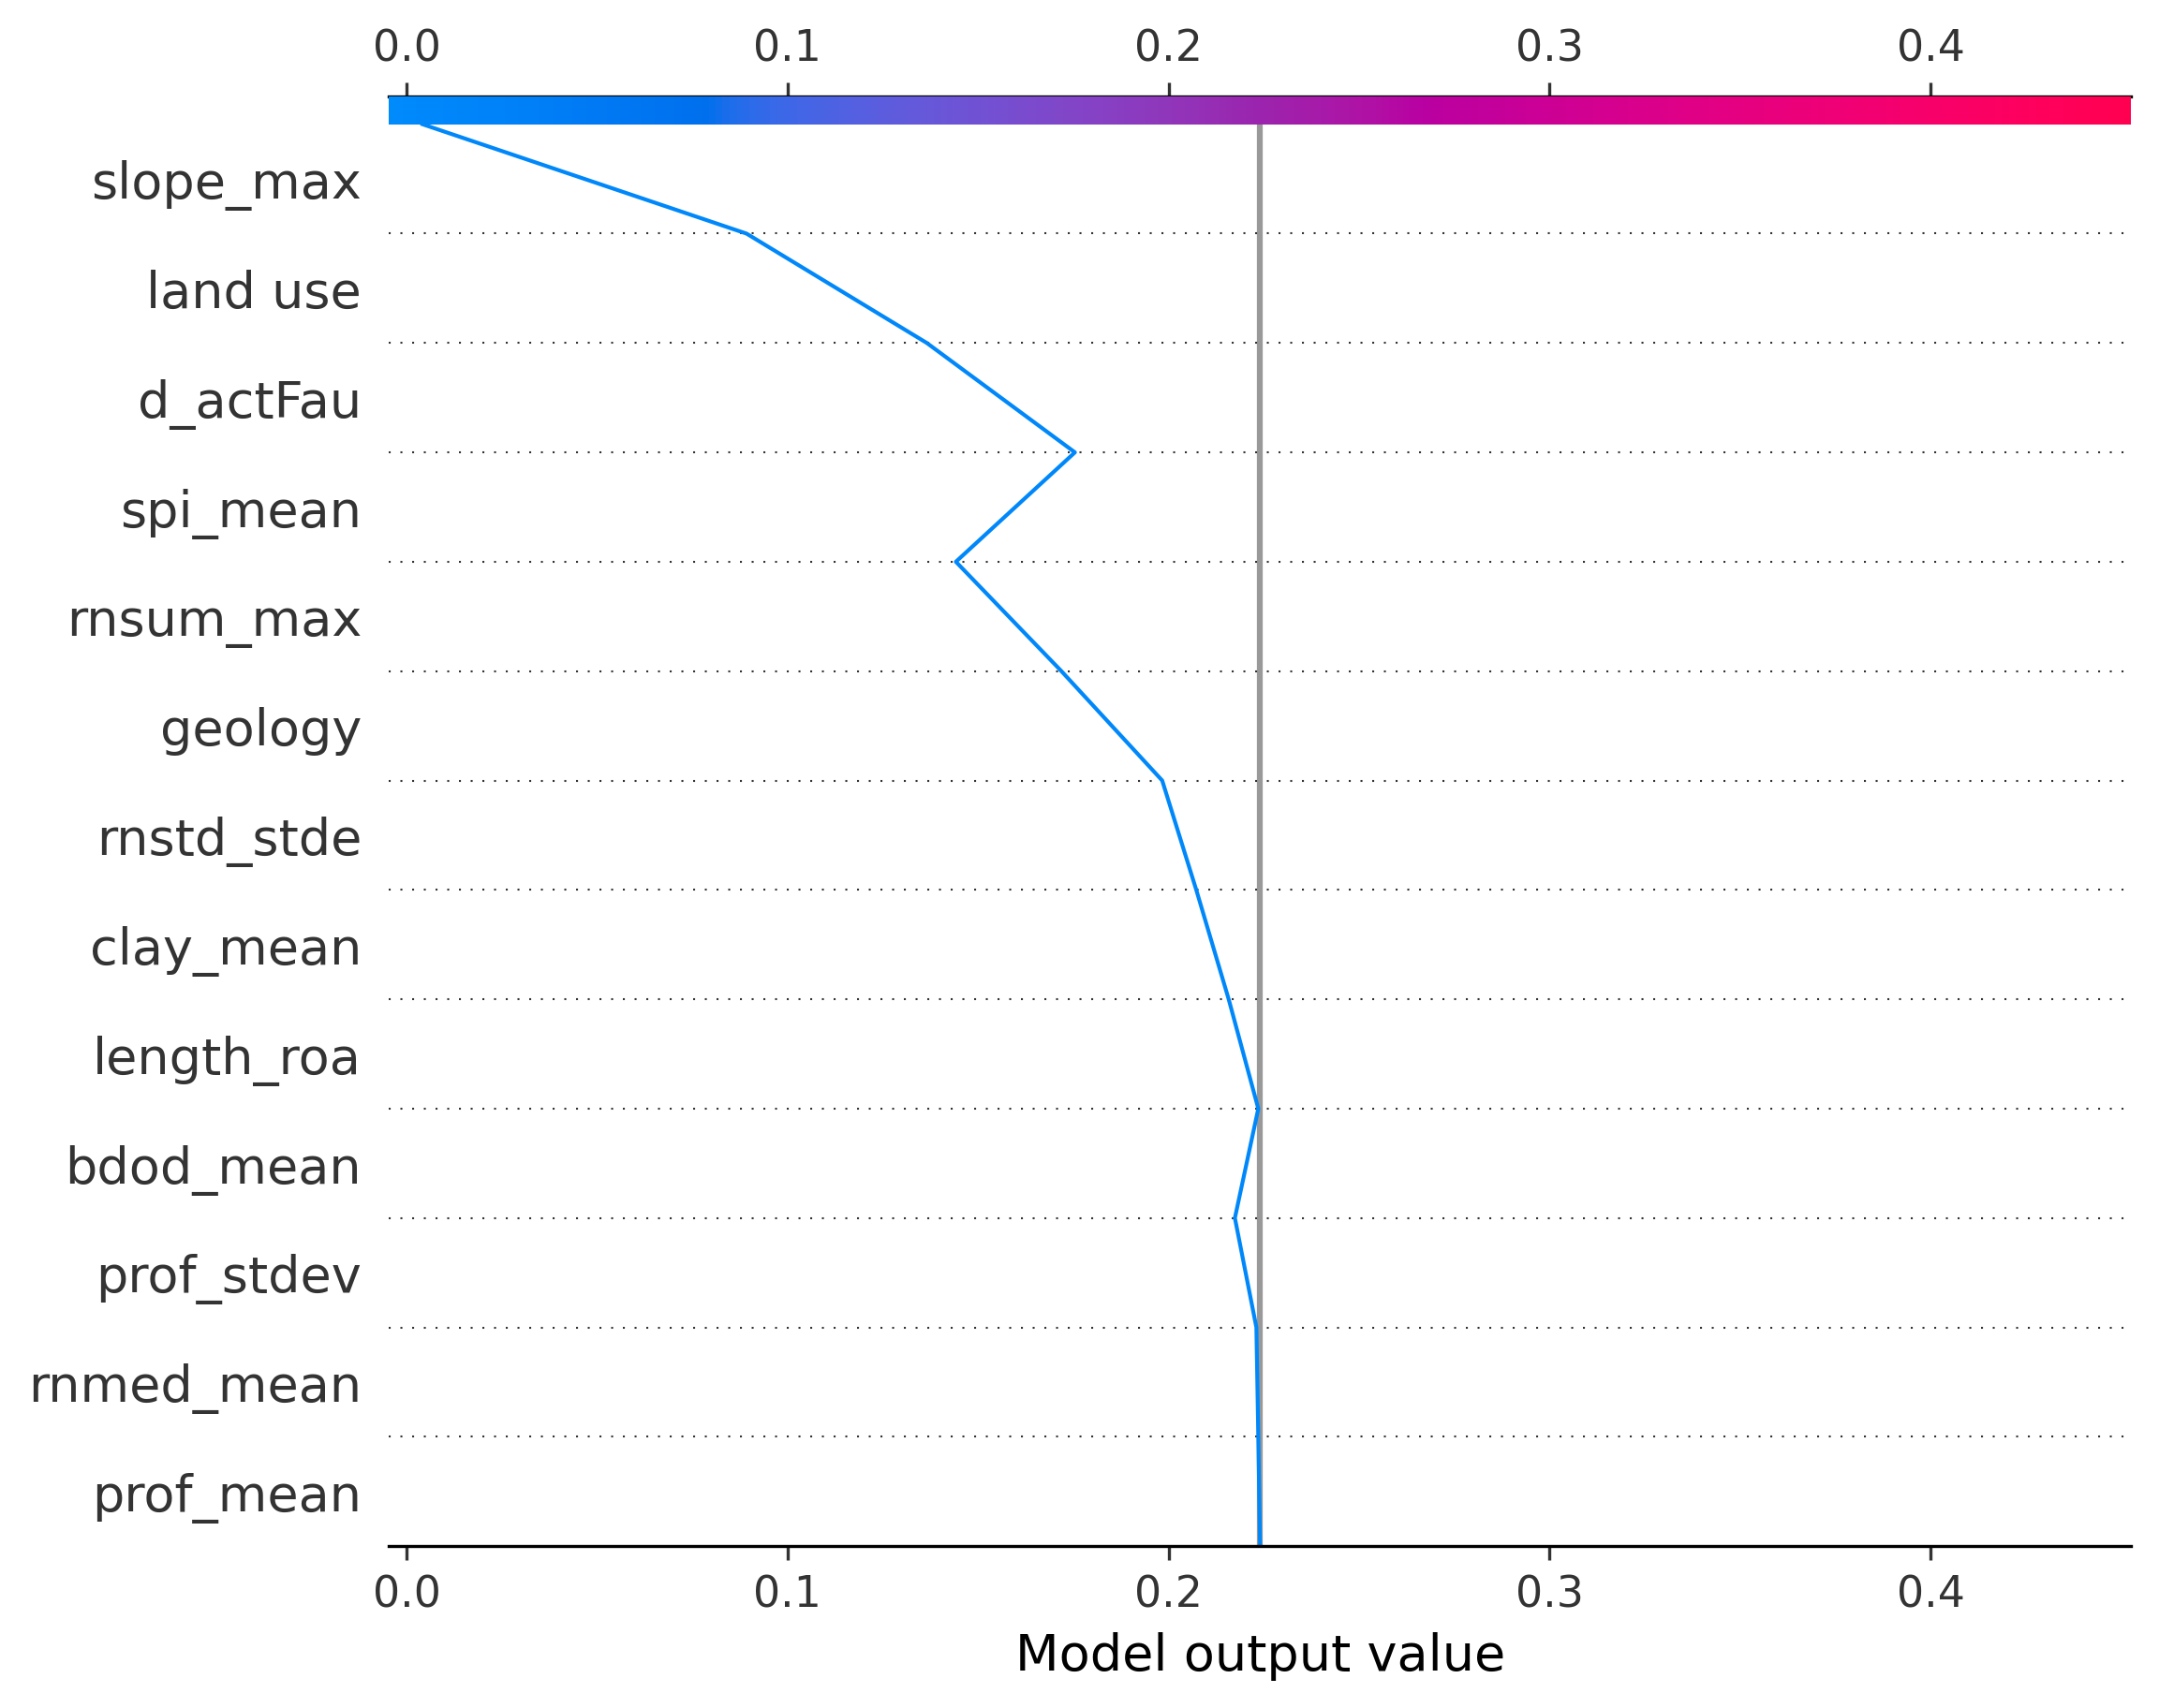 0.0 0.1 0.2 0.3 0.4
slope_max
land use
d_actFau
spi_mean
rnsum_max
geology
rnstd_stde
clay_mean
length_roa
bdod_mean
prof_stdev
rnmed_mean
prof_mean
0.0 0.1 0.2 0.3 0.4
Model output value